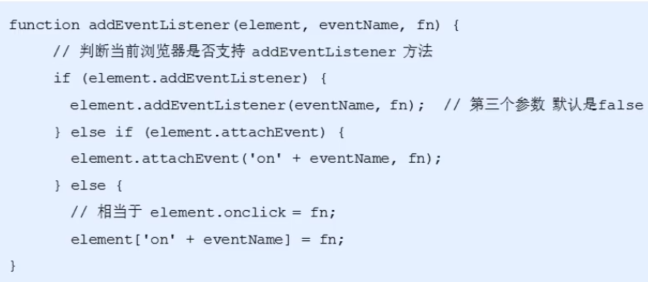 function addEventListener(element, eventName, fn) {
// 判断当前浏览器是否支持 addEventListener 方法
if (element.addEventListener) {
element.addEventListener(eventName, fn);  // 第三个参数 默认是false
} else if (element.attachEvent) {
element.attachEvent('on' + eventName, fn);
} else {
// 相当于 element.onclick = fn;
element['on' + eventName] = fn;
}